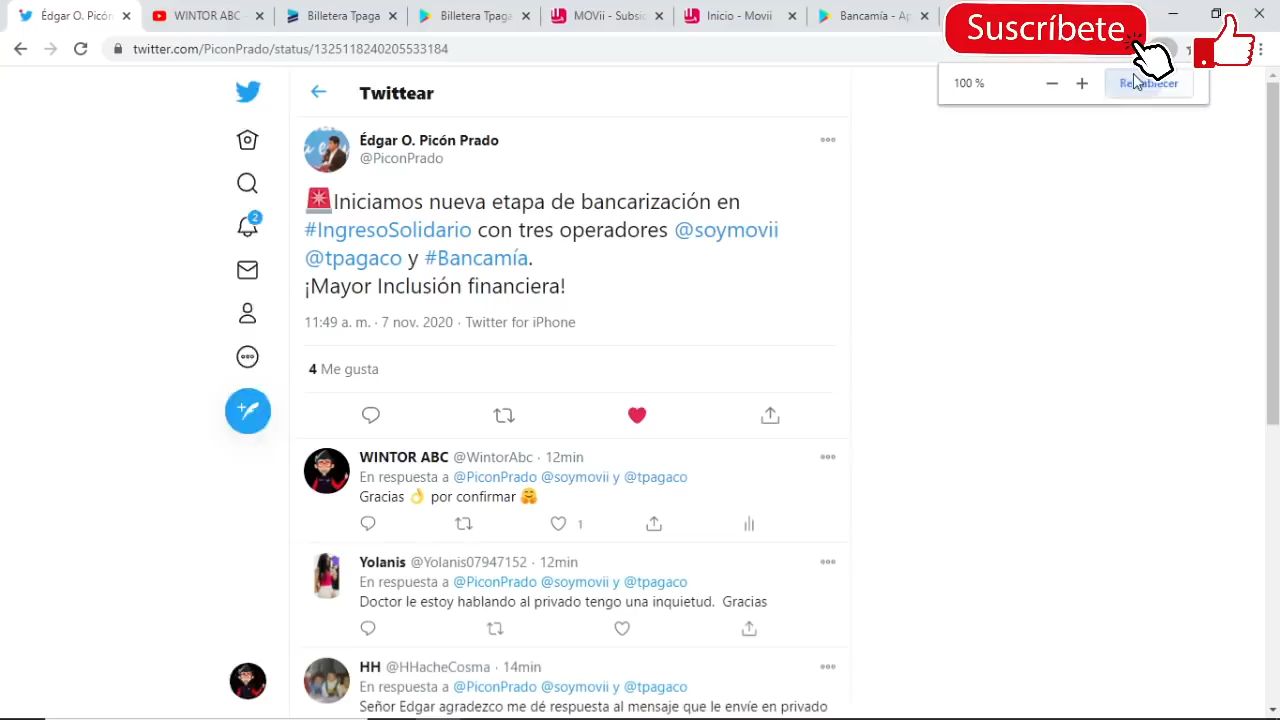 Édgar O. Picón
WINTOR ABC -
Billetera Tpaga
Billetera Tpaga
MOVii - Subsic
Inicio - Movii
Bancamía - Ap
Suscríbete
twitter.com/PiconPrado/status/1325118240205533184
100 %
Twittear
Édgar O. Picón Prado
@PiconPrado
🚨Iniciamos nueva etapa de bancarización en
#IngresoSolidario con tres operadores @soymovii
@tpagaco y #Bancamía.
¡Mayor Inclusión financiera!
11:49 a. m. · 7 nov. 2020 · Twitter for iPhone
4 Me gusta
WINTOR ABC @WintorAbc · 12min
En respuesta a @PiconPrado @soymovii y @tpagaco
Gracias 👌 por confirmar 🤗
1
Yolanis @Yolanis07947152 · 12min
En respuesta a @PiconPrado @soymovii y @tpagaco
Doctor le estoy hablando al privado tengo una inquietud. Gracias
HH @HHacheCosma · 14min
En respuesta a @PiconPrado @soymovii y @tpagaco
Señor Edgar agradezco me dé respuesta al mensaje que le envíe en privado
2